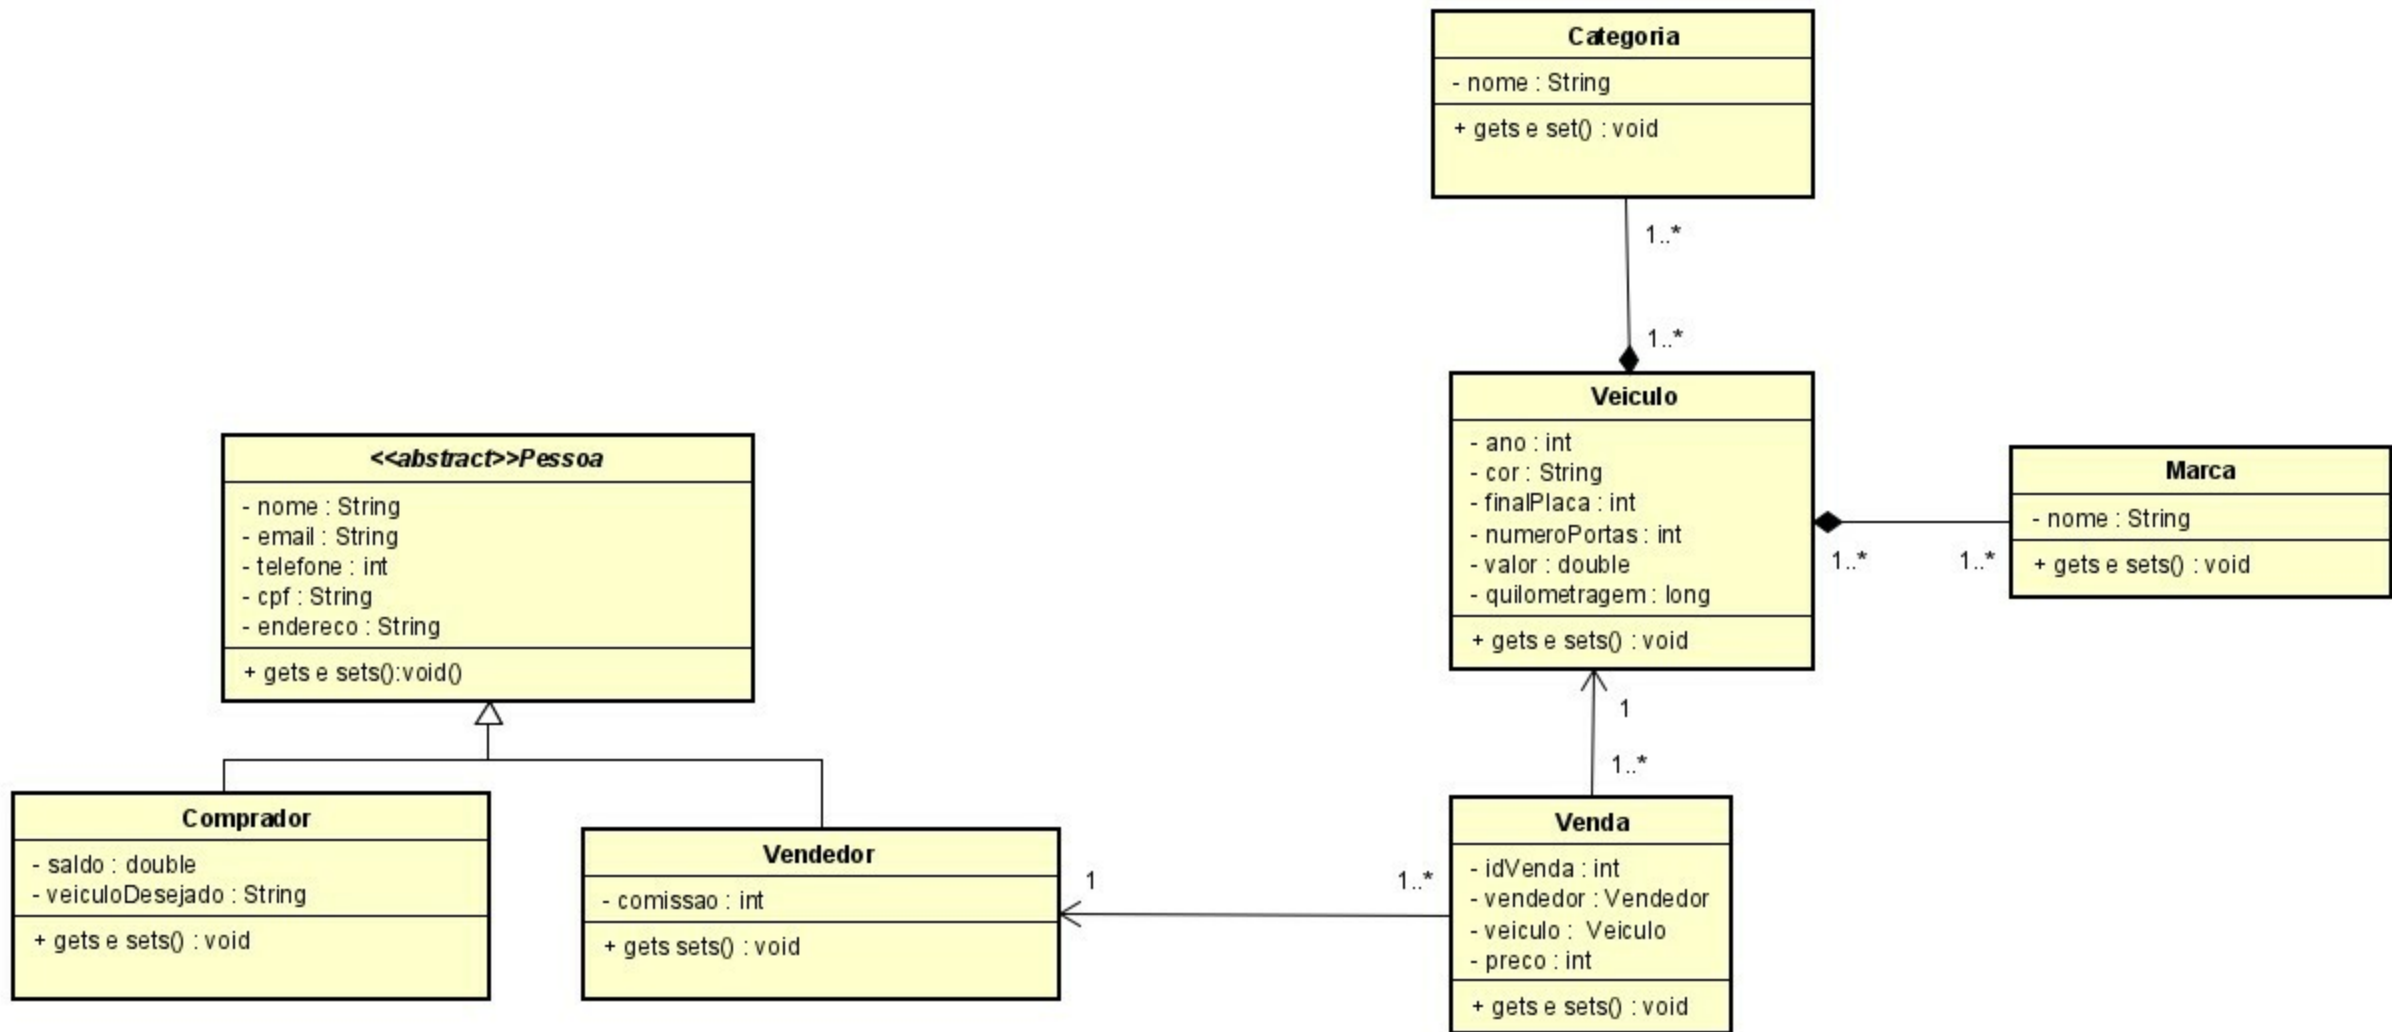 Categoria
- nome : String
+ gets e set() : void
1..*
1..*
Veiculo
- ano : int
- cor : String
- finalPlaca : int
- numeroPortas : int
- valor : double
- quilometragem : long
+ gets e sets() : void
1..*
1..*
Marca
- nome : String
+ gets e sets() : void
<<abstract>>Pessoa
- nome : String
- email : String
- telefone : int
- cpf : String
- endereco : String
+ gets e sets():void()
1
1..*
Comprador
- saldo : double
- veiculoDesejado : String
+ gets e sets() : void
Vendedor
- comissao : int
+ gets sets() : void
1
1..*
Venda
- idVenda : int
- vendedor : Vendedor
- veiculo :  Veiculo
- preco : int
+ gets e sets() : void